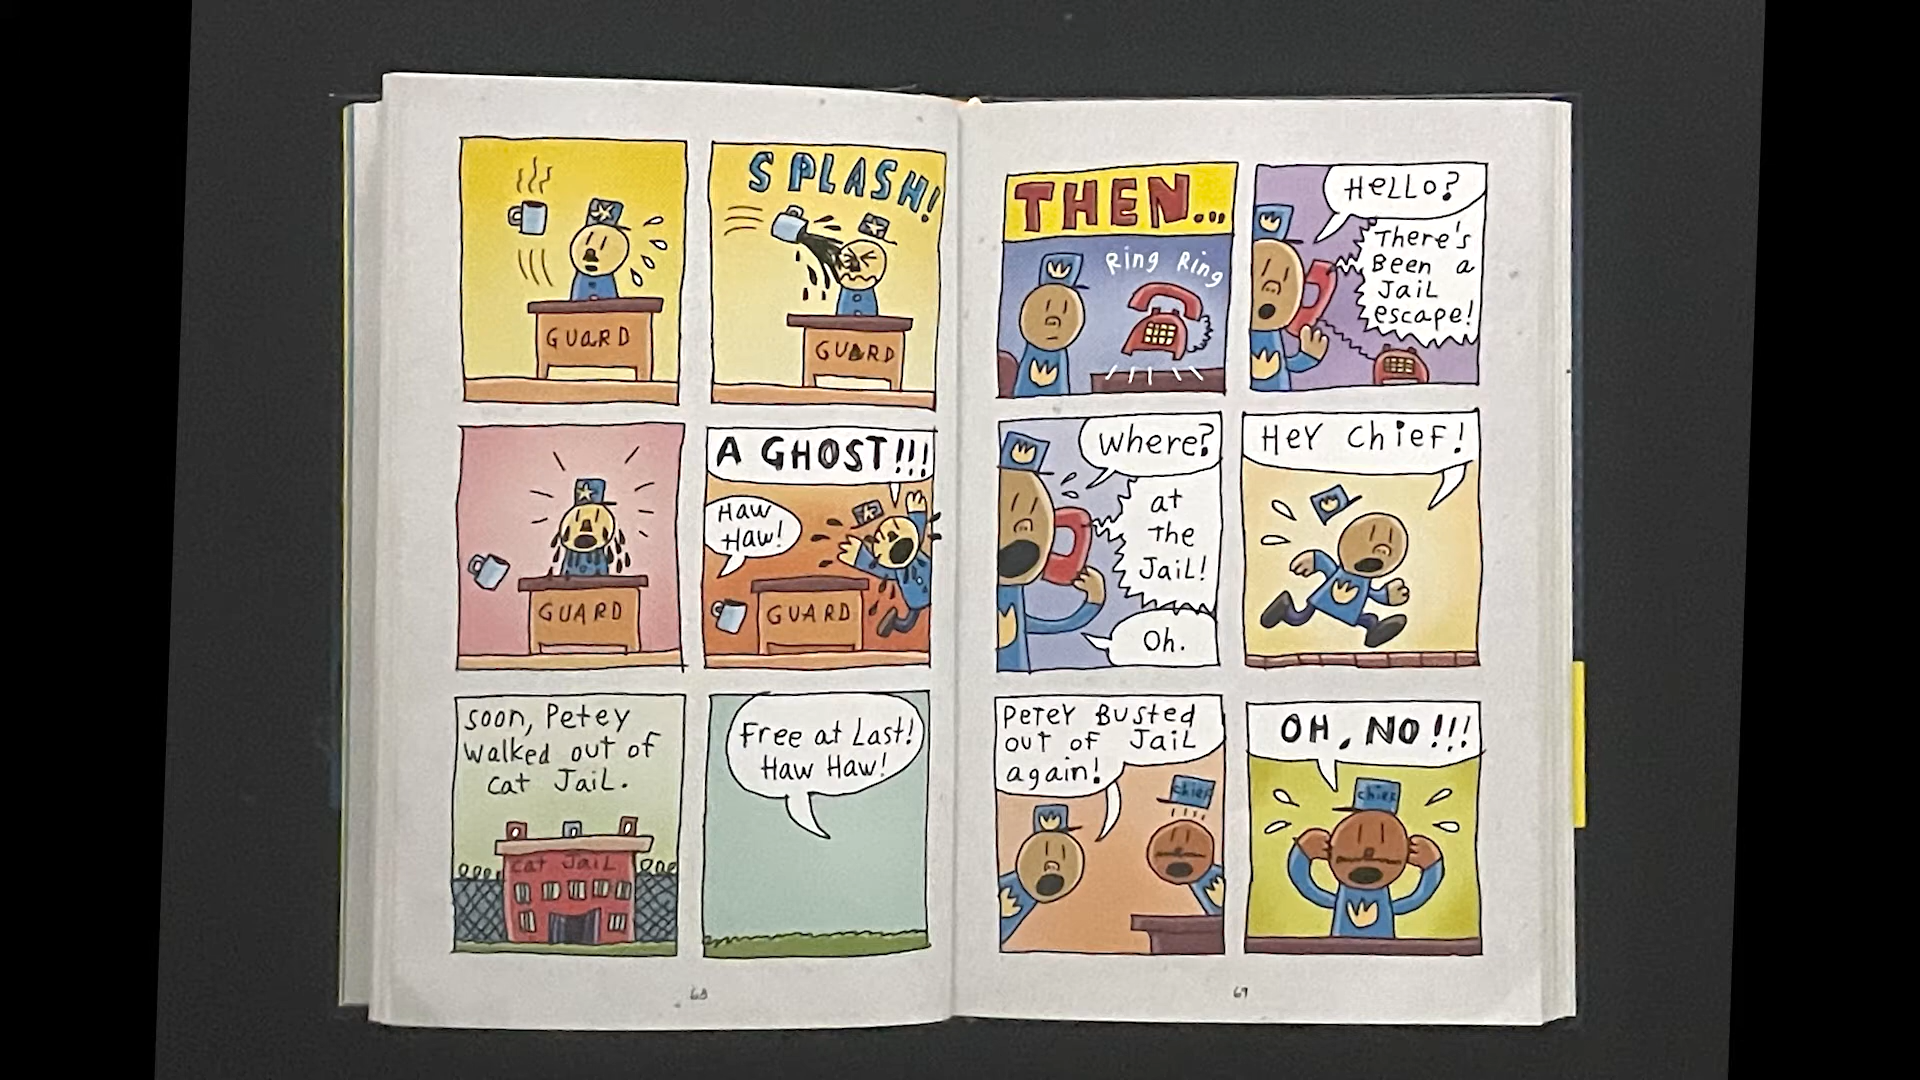 GUARD
SPLASH!
GUARD
GUARD
A GHOST!!!
Haw
Haw!
GUARD
soon, Petey
walked out of
cat Jail.
cat Jail
Free at Last!
Haw Haw!
68
THEN...
Ring Ring
HeLLo?
There's
Been a
Jail
escape!
Where?
at
the
Jail!
Oh.
HeY chief!
Petey Busted
out of Jail
again!
chief
OH, NO!!!
chief
69